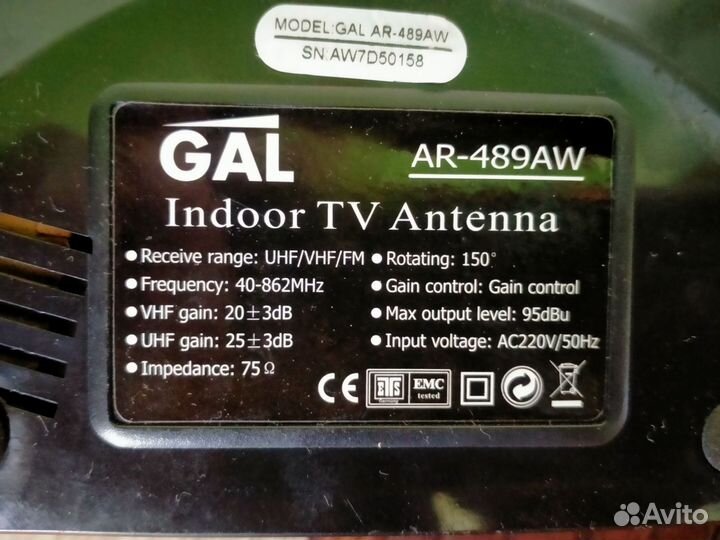 MODEL:GAL AR-489AW
SN:AW7D50158
GAL
AR-489AW
Indoor TV Antenna
● Receive range: UHF/VHF/FM
● Frequency: 40-862MHz
● VHF gain: 20±3dB
● UHF gain: 25±3dB
● Impedance: 75Ω
● Rotating: 150°
● Gain control: Gain control
● Max output level: 95dBu
● Input voltage: AC220V/50Hz
CE
ETS
Germany
EMC
tested
Avito